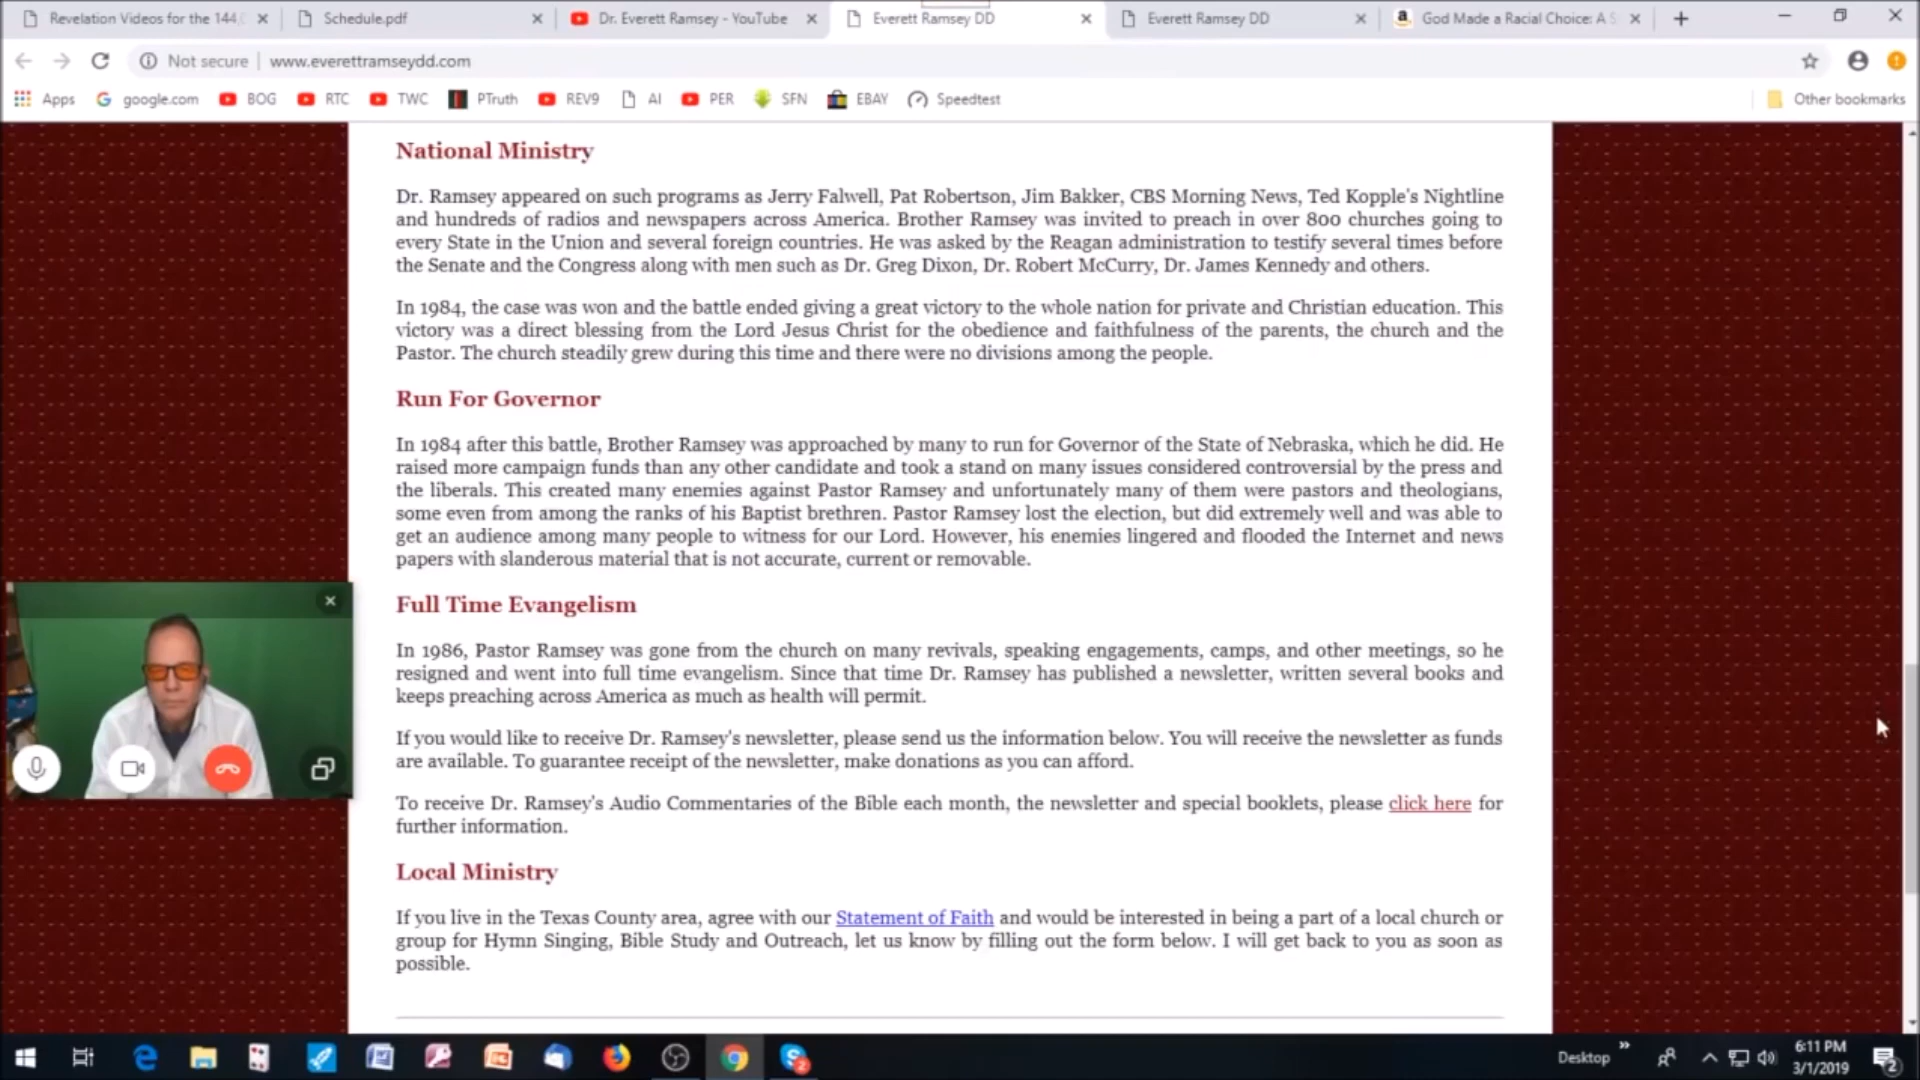 Revelation Videos for the 144,
Schedule.pdf
Dr. Everett Ramsey - YouTube
Everett Ramsey DD
Everett Ramsey DD
God Made a Racial Choice: A S
Not secure | www.everettramseydd.com
Apps google.com BOG RTC TWC PTruth REV9 AI PER SFN EBAY Speedtest Other bookmarks
National Ministry
Dr. Ramsey appeared on such programs as Jerry Falwell, Pat Robertson, Jim Bakker, CBS Morning News, Ted Kopple's Nightline
and hundreds of radios and newspapers across America. Brother Ramsey was invited to preach in over 800 churches going to
every State in the Union and several foreign countries. He was asked by the Reagan administration to testify several times before
the Senate and the Congress along with men such as Dr. Greg Dixon, Dr. Robert McCurry, Dr. James Kennedy and others.
In 1984, the case was won and the battle ended giving a great victory to the whole nation for private and Christian education. This
victory was a direct blessing from the Lord Jesus Christ for the obedience and faithfulness of the parents, the church and the
Pastor. The church steadily grew during this time and there were no divisions among the people.
Run For Governor
In 1984 after this battle, Brother Ramsey was approached by many to run for Governor of the State of Nebraska, which he did. He
raised more campaign funds than any other candidate and took a stand on many issues considered controversial by the press and
the liberals. This created many enemies against Pastor Ramsey and unfortunately many of them were pastors and theologians,
some even from among the ranks of his Baptist brethren. Pastor Ramsey lost the election, but did extremely well and was able to
get an audience among many people to witness for our Lord. However, his enemies lingered and flooded the Internet and news
papers with slanderous material that is not accurate, current or removable.
Full Time Evangelism
In 1986, Pastor Ramsey was gone from the church on many revivals, speaking engagements, camps, and other meetings, so he
resigned and went into full time evangelism. Since that time Dr. Ramsey has published a newsletter, written several books and
keeps preaching across America as much as health will permit.
If you would like to receive Dr. Ramsey's newsletter, please send us the information below. You will receive the newsletter as funds
are available. To guarantee receipt of the newsletter, make donations as you can afford.
To receive Dr. Ramsey's Audio Commentaries of the Bible each month, the newsletter and special booklets, please click here for
further information.
Local Ministry
If you live in the Texas County area, agree with our Statement of Faith and would be interested in being a part of a local church or
group for Hymn Singing, Bible Study and Outreach, let us know by filling out the form below. I will get back to you as soon as
possible.
Desktop
6:11 PM
3/1/2019
2
2